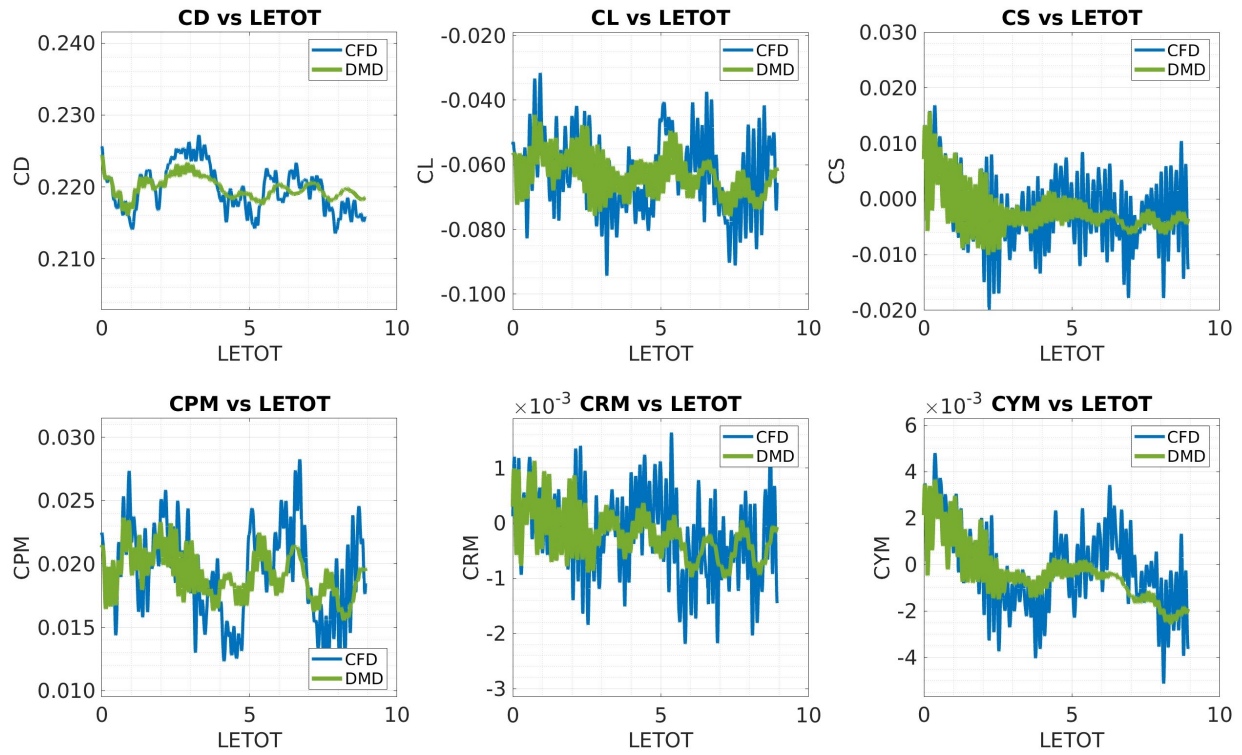 CD vs LETOT
0.240
0.230
0.220
0.210
CD
0
5
10
LETOT
CFD
DMD
CL vs LETOT
-0.020
-0.040
-0.060
-0.080
-0.100
CL
0
5
10
LETOT
CFD
DMD
CS vs LETOT
0.030
0.020
0.010
0.000
-0.010
-0.020
CS
0
5
10
LETOT
CFD
DMD
CPM vs LETOT
0.030
0.025
0.020
0.015
0.010
CPM
0
5
10
LETOT
CFD
DMD
×10⁻³ CRM vs LETOT
1
0
-1
-2
-3
CRM
0
5
10
LETOT
CFD
DMD
×10⁻³ CYM vs LETOT
6
4
2
0
-2
-4
CYM
0
5
10
LETOT
CFD
DMD